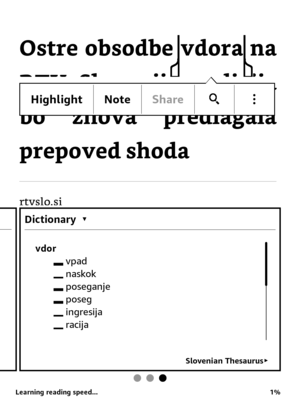 Ostre obsodbe vdora na
Highlight
Note
Share
bo znova predlagala
prepoved shoda
rtvslo.si
Dictionary
vdor
vpad
naskok
poseganje
poseg
ingresija
racija
Slovenian Thesaurus
Learning reading speed...
1%